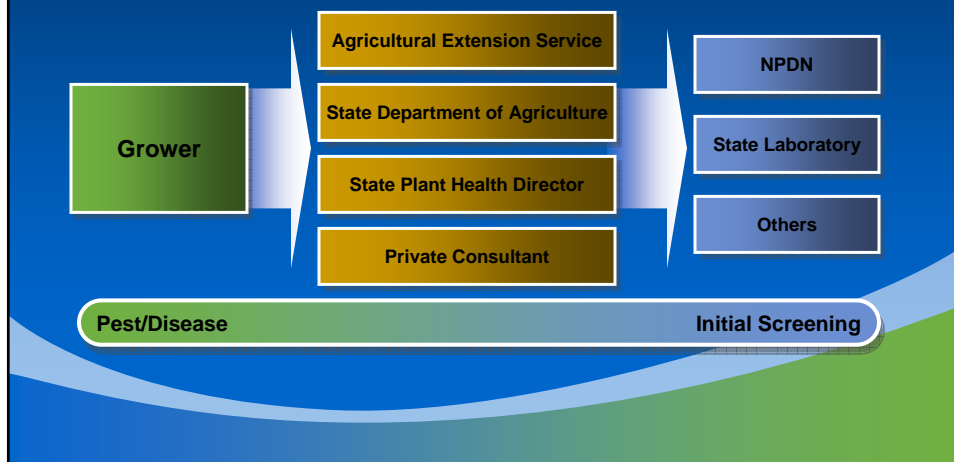 Grower
Agricultural Extension Service
State Department of Agriculture
State Plant Health Director
Private Consultant
NPDN
State Laboratory
Others
Pest/Disease
Initial Screening